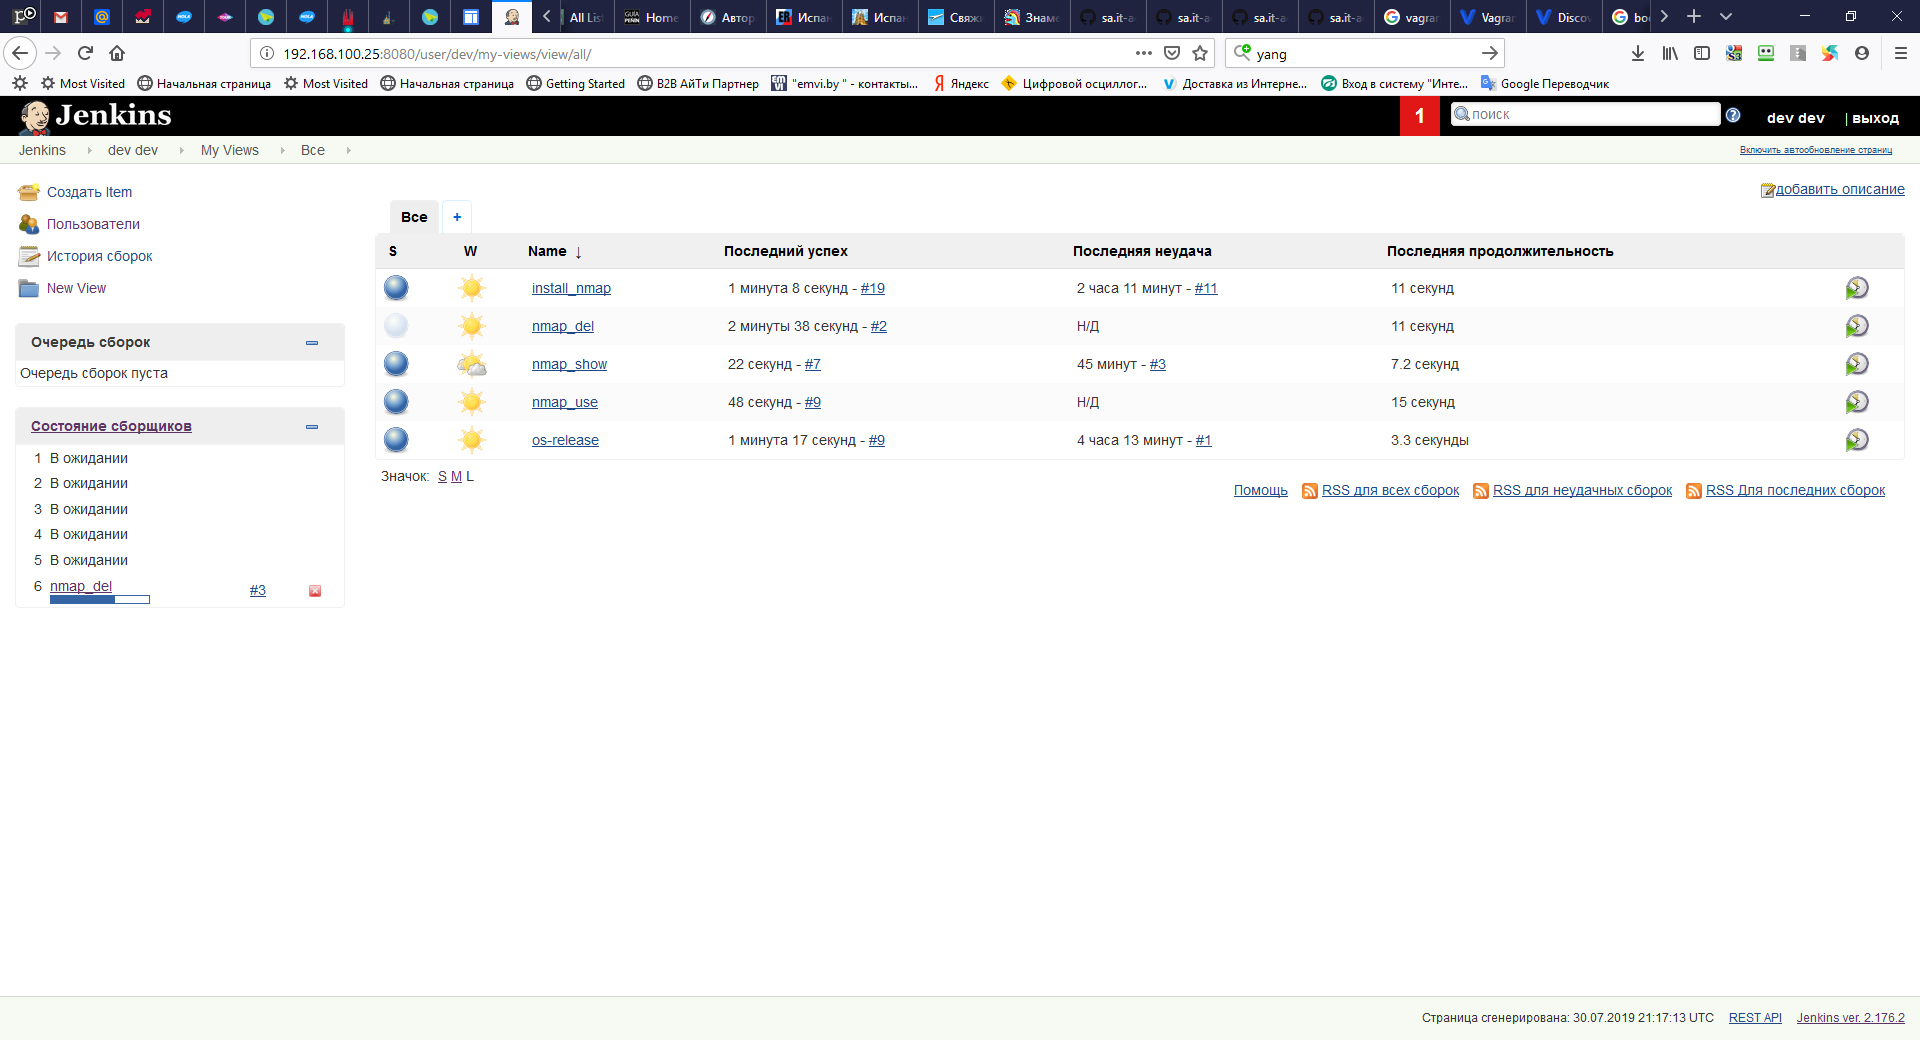 All Lis
GUÍA PEÑÍN Home
Автор
ER Испан
Испан
Свяжи
Знаме
sa.it-a
sa.it-a
sa.it-a
sa.it-a
vagra
Vagra
Disco
boo
192.168.100.25:8080/user/dev/my-views/view/all/
yang
Most Visited
Начальная страница
Most Visited
Начальная страница
Getting Started
B2B АйТи Партнер
"emvi.by " - контакты...
Яндекс
Цифровой осциллог...
Доставка из Интерне...
Вход в систему "Инте...
Google Переводчик
Jenkins
1
поиск
dev dev
| выход
Jenkins
dev dev
My Views
Все
Включить автообновление страниц
Создать Item
Пользователи
История сборок
New View
Очередь сборок
Очередь сборок пуста
Состояние сборщиков
1 В ожидании
2 В ожидании
3 В ожидании
4 В ожидании
5 В ожидании
6 nmap_del #3
добавить описание
Все +
S W Name ↓ Последний успех Последняя неудача Последняя продолжительность
install_nmap 1 минута 8 секунд - #19 2 часа 11 минут - #11 11 секунд
nmap_del 2 минуты 38 секунд - #2 Н/Д 11 секунд
nmap_show 22 секунд - #7 45 минут - #3 7.2 секунд
nmap_use 48 секунд - #9 Н/Д 15 секунд
os-release 1 минута 17 секунд - #9 4 часа 13 минут - #1 3.3 секунды
Значок: S M L
Помощь RSS для всех сборок RSS для неудачных сборок RSS Для последних сборок
Страница сгенерирована: 30.07.2019 21:17:13 UTC REST API Jenkins ver. 2.176.2